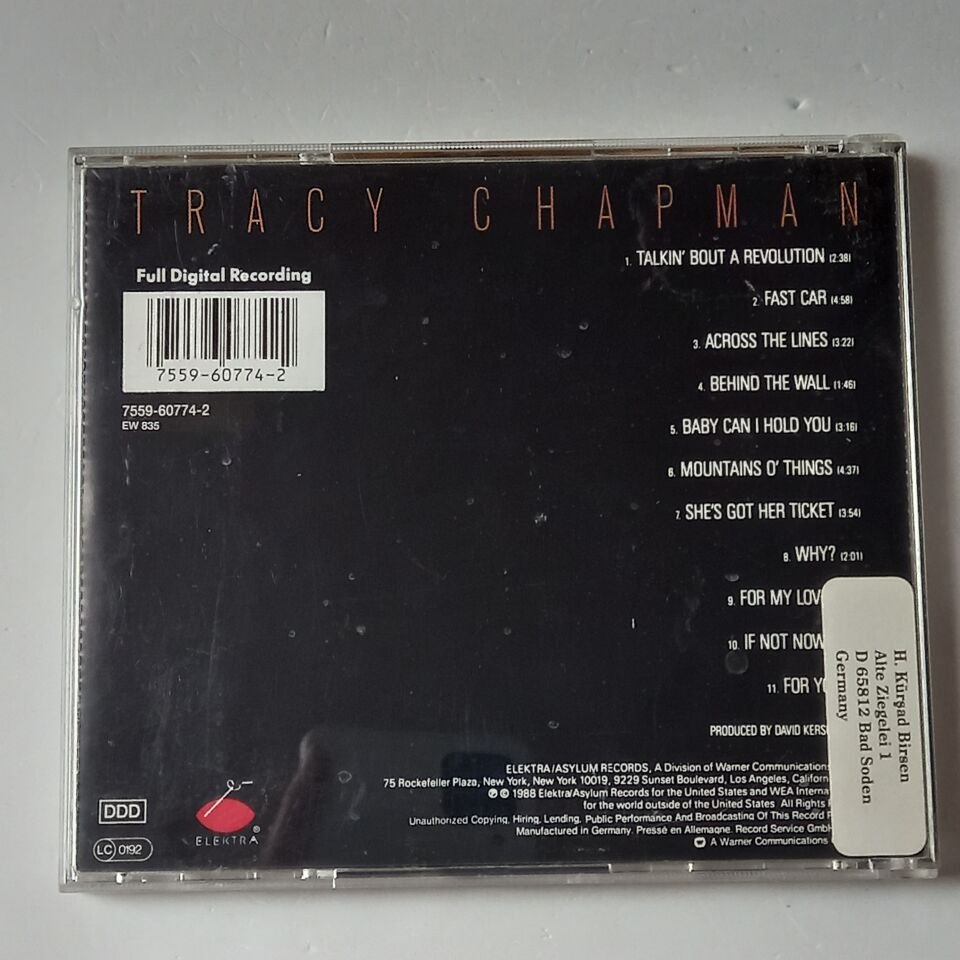 TRACY CHAPMAN
Full Digital Recording
7559-60774-2
7559-60774-2
EW 835
1. TALKIN' BOUT A REVOLUTION (2:38)
2. FAST CAR (4:58)
3. ACROSS THE LINES (3:22)
4. BEHIND THE WALL (1:46)
5. BABY CAN I HOLD YOU (3:16)
6. MOUNTAINS O' THINGS (4:37)
7. SHE'S GOT HER TICKET (3:54)
8. WHY? (2:01)
9. FOR MY
10. IF NOT NOW
11. FOR
PRODUCED BY DAVID
ELEKTRA/ASYLUM RECORDS, A Division of Warner Communications
75 Rockefeller Plaza, New York, New York 10019, 9229 Sunset Boulevard, Los Angeles,
℗ © 1988 Elektra/Asylum Records for the United States and WEA
for the world outside of the United States All Rights
Unauthorized Copying, Hiring, Lending, Public Performance And Broadcasting Of This Record
Manufactured in Germany. Pressé en Allemagne. Record Service
A Warner Communications
DDD
LC 0192
ELEKTRA®
H. Kürşad Birsen
Alte Ziegelei 1
D 65812 Bad Soden
Germany